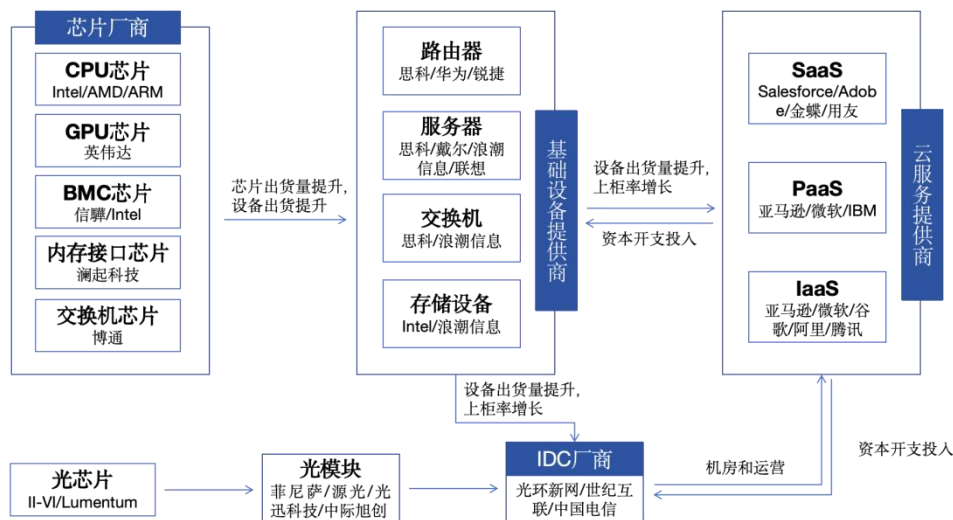 芯片厂商
CPU芯片
Intel/AMD/ARM
GPU芯片
英伟达
BMC芯片
信驊/Intel
内存接口芯片
澜起科技
交换机芯片
博通
芯片出货量提升,
设备出货提升
路由器
思科/华为/锐捷
服务器
思科/戴尔/浪潮
信息/联想
交换机
思科/浪潮信息
存储设备
Intel/浪潮信息
基础设备提供商
设备出货量提升,
上柜率增长
资本开支投入
SaaS
Salesforce/Adob
e/金蝶/用友
PaaS
亚马逊/微软/IBM
IaaS
亚马逊/微软/谷
歌/阿里/腾讯
云服务提供商
设备出货量提升,
上柜率增长
光芯片
II-VI/Lumentum
光模块
菲尼萨/源光/光
迅科技/中际旭创
IDC厂商
光环新网/世纪互
联/中国电信
机房和运营
资本开支投入